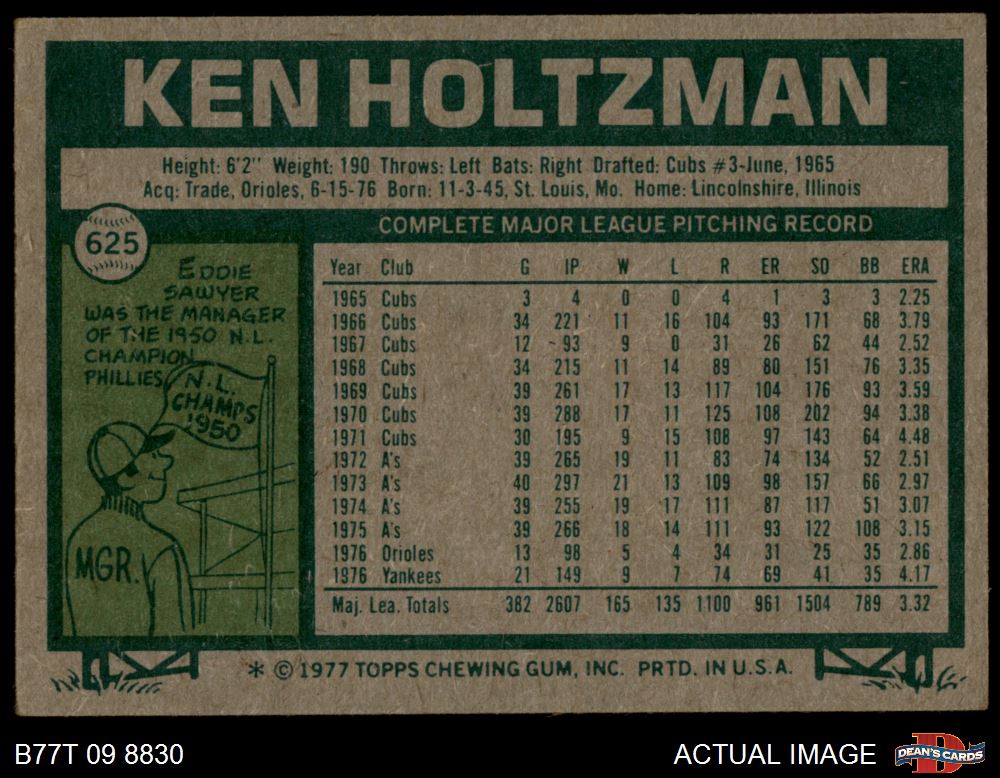 KEN HOLTZMAN
Height: 6'2" Weight: 190 Throws: Left Bats: Right Drafted: Cubs #3-June, 1965
Acq: Trade, Orioles, 6-15-76 Born: 11-3-45, St. Louis, Mo. Home: Lincolnshire, Illinois
625
EDDIE
SAWYER
WAS THE MANAGER
OF THE 1950 N.L.
CHAMPION
PHILLIES
N.L.
CHAMPS
1950
MGR.
COMPLETE MAJOR LEAGUE PITCHING RECORD
Year Club G IP W L R ER SO BB ERA
1965 Cubs 3 4 0 0 4 1 3 3 2.25
1966 Cubs 34 221 11 16 104 93 171 68 3.79
1967 Cubs 12 93 9 0 31 26 62 44 2.52
1968 Cubs 34 215 11 14 89 80 151 76 3.35
1969 Cubs 39 261 17 13 117 104 176 93 3.59
1970 Cubs 39 288 17 11 125 108 202 94 3.38
1971 Cubs 30 195 9 15 108 97 143 64 4.48
1972 A's 39 265 19 11 83 74 134 52 2.51
1973 A's 40 297 21 13 109 98 157 66 2.97
1974 A's 39 255 19 17 111 87 117 51 3.07
1975 A's 39 266 18 14 111 93 122 108 3.15
1976 Orioles 13 98 5 4 34 31 25 35 2.86
1976 Yankees 21 149 9 7 74 69 41 35 4.17
Maj. Lea. Totals 382 2607 165 135 1100 961 1504 789 3.32
* © 1977 TOPPS CHEWING GUM, INC. PRTD. IN U.S.A.
B77T 09 8830
ACTUAL IMAGE
DEAN'S CARDS